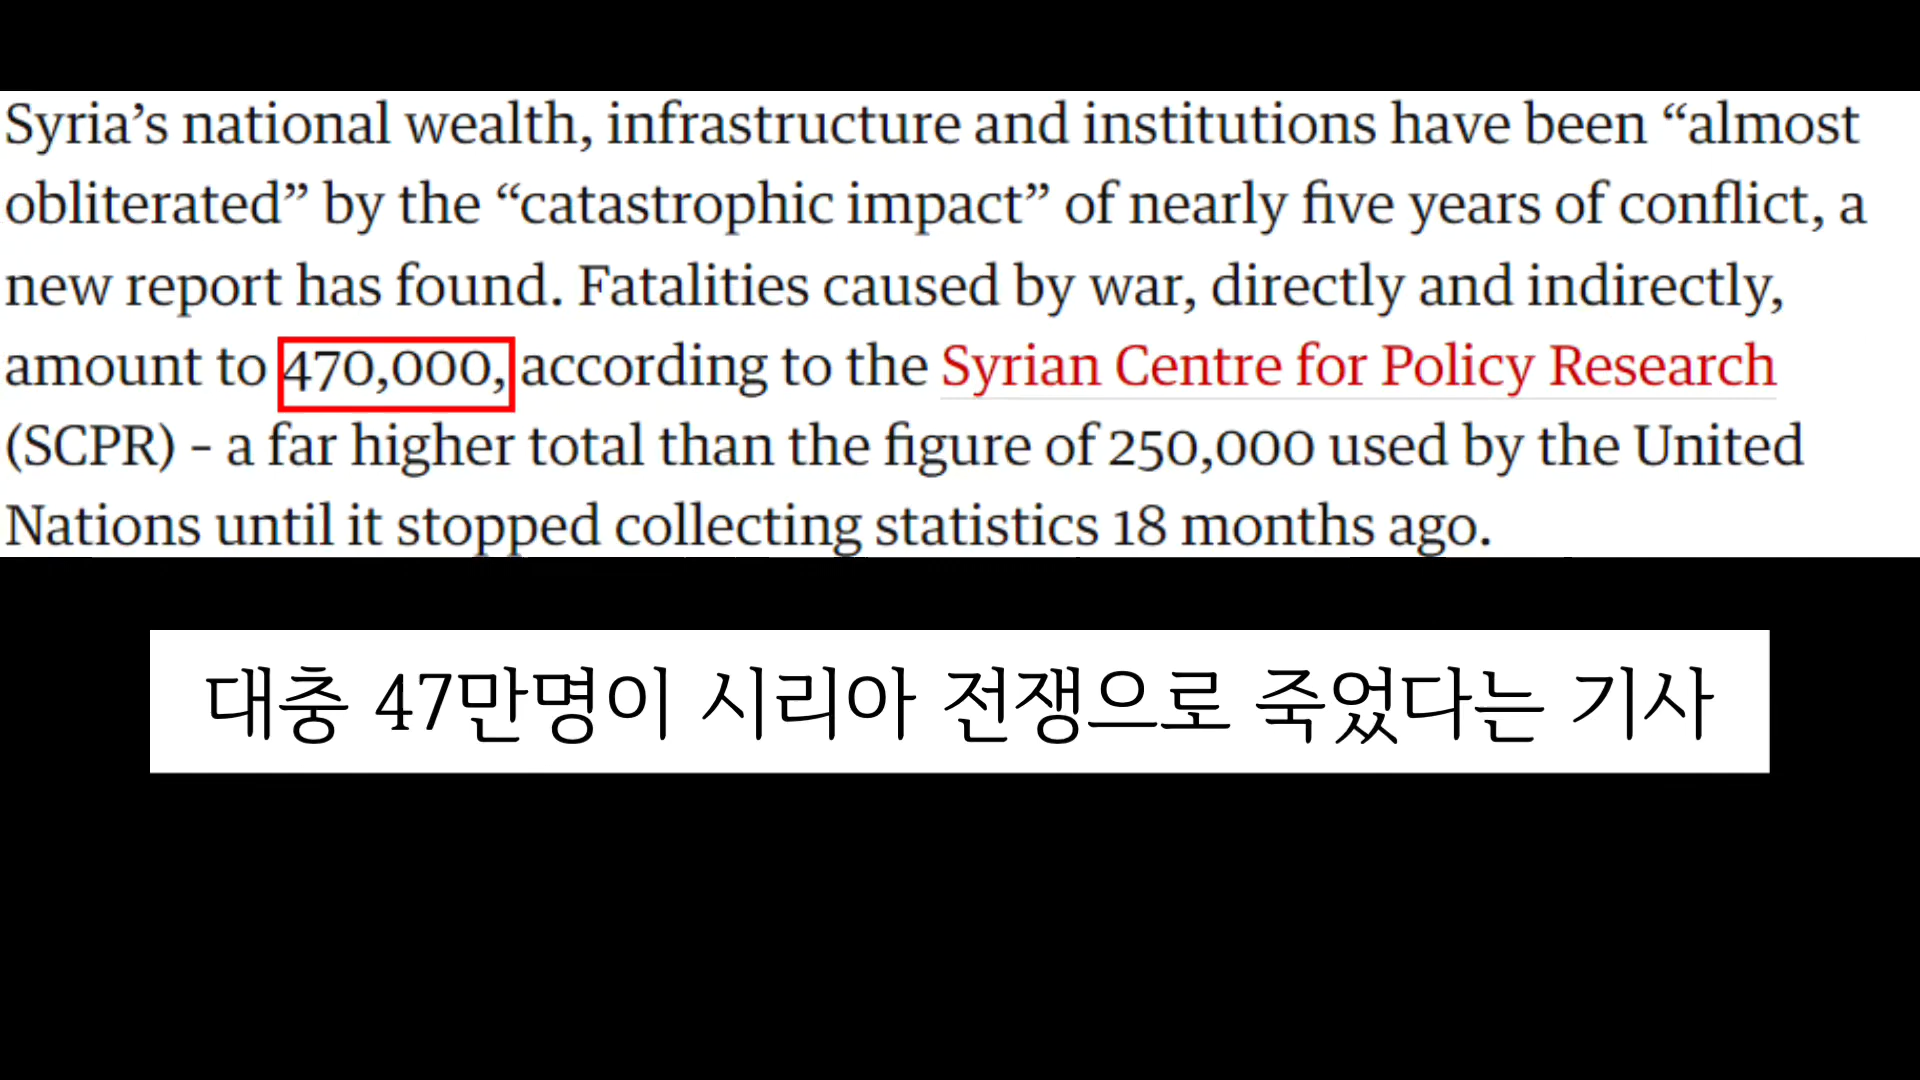 Syria’s national wealth, infrastructure and institutions have been “almost
obliterated” by the “catastrophic impact” of nearly five years of conflict, a
new report has found. Fatalities caused by war, directly and indirectly,
amount to 470,000, according to the Syrian Centre for Policy Research
(SCPR) - a far higher total than the figure of 250,000 used by the United
Nations until it stopped collecting statistics 18 months ago.
대충 47만명이 시리아 전쟁으로 죽었다는 기사